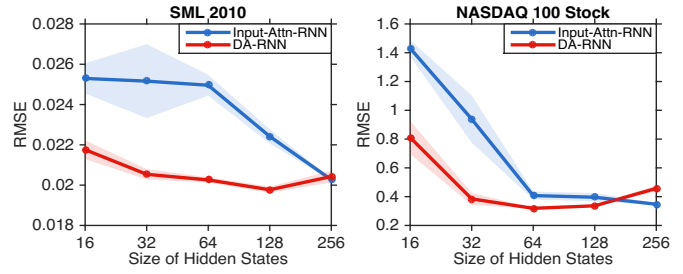 SML 2010
0.028
0.026
0.024
0.022
0.02
0.018
RMSE
Input-Attn-RNN
DA-RNN
16 32 64 128 256
Size of Hidden States
NASDAQ 100 Stock
1.6
1.4
1.2
1
0.8
0.6
0.4
0.2
RMSE
Input-Attn-RNN
DA-RNN
16 32 64 128 256
Size of Hidden States